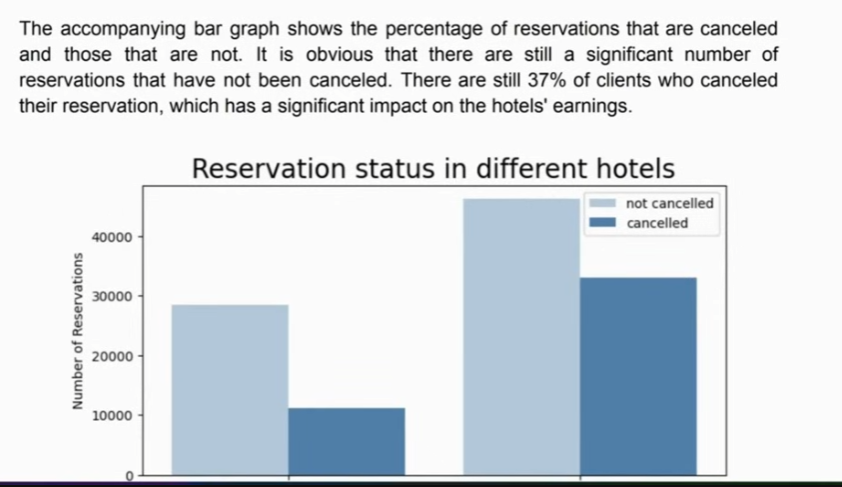 The accompanying bar graph shows the percentage of reservations that are canceled
and those that are not. It is obvious that there are still a significant number of
reservations that have not been canceled. There are still 37% of clients who canceled
their reservation, which has a significant impact on the hotels' earnings.
Reservation status in different hotels
not cancelled
cancelled
Number of Reservations
40000
30000
20000
10000
0